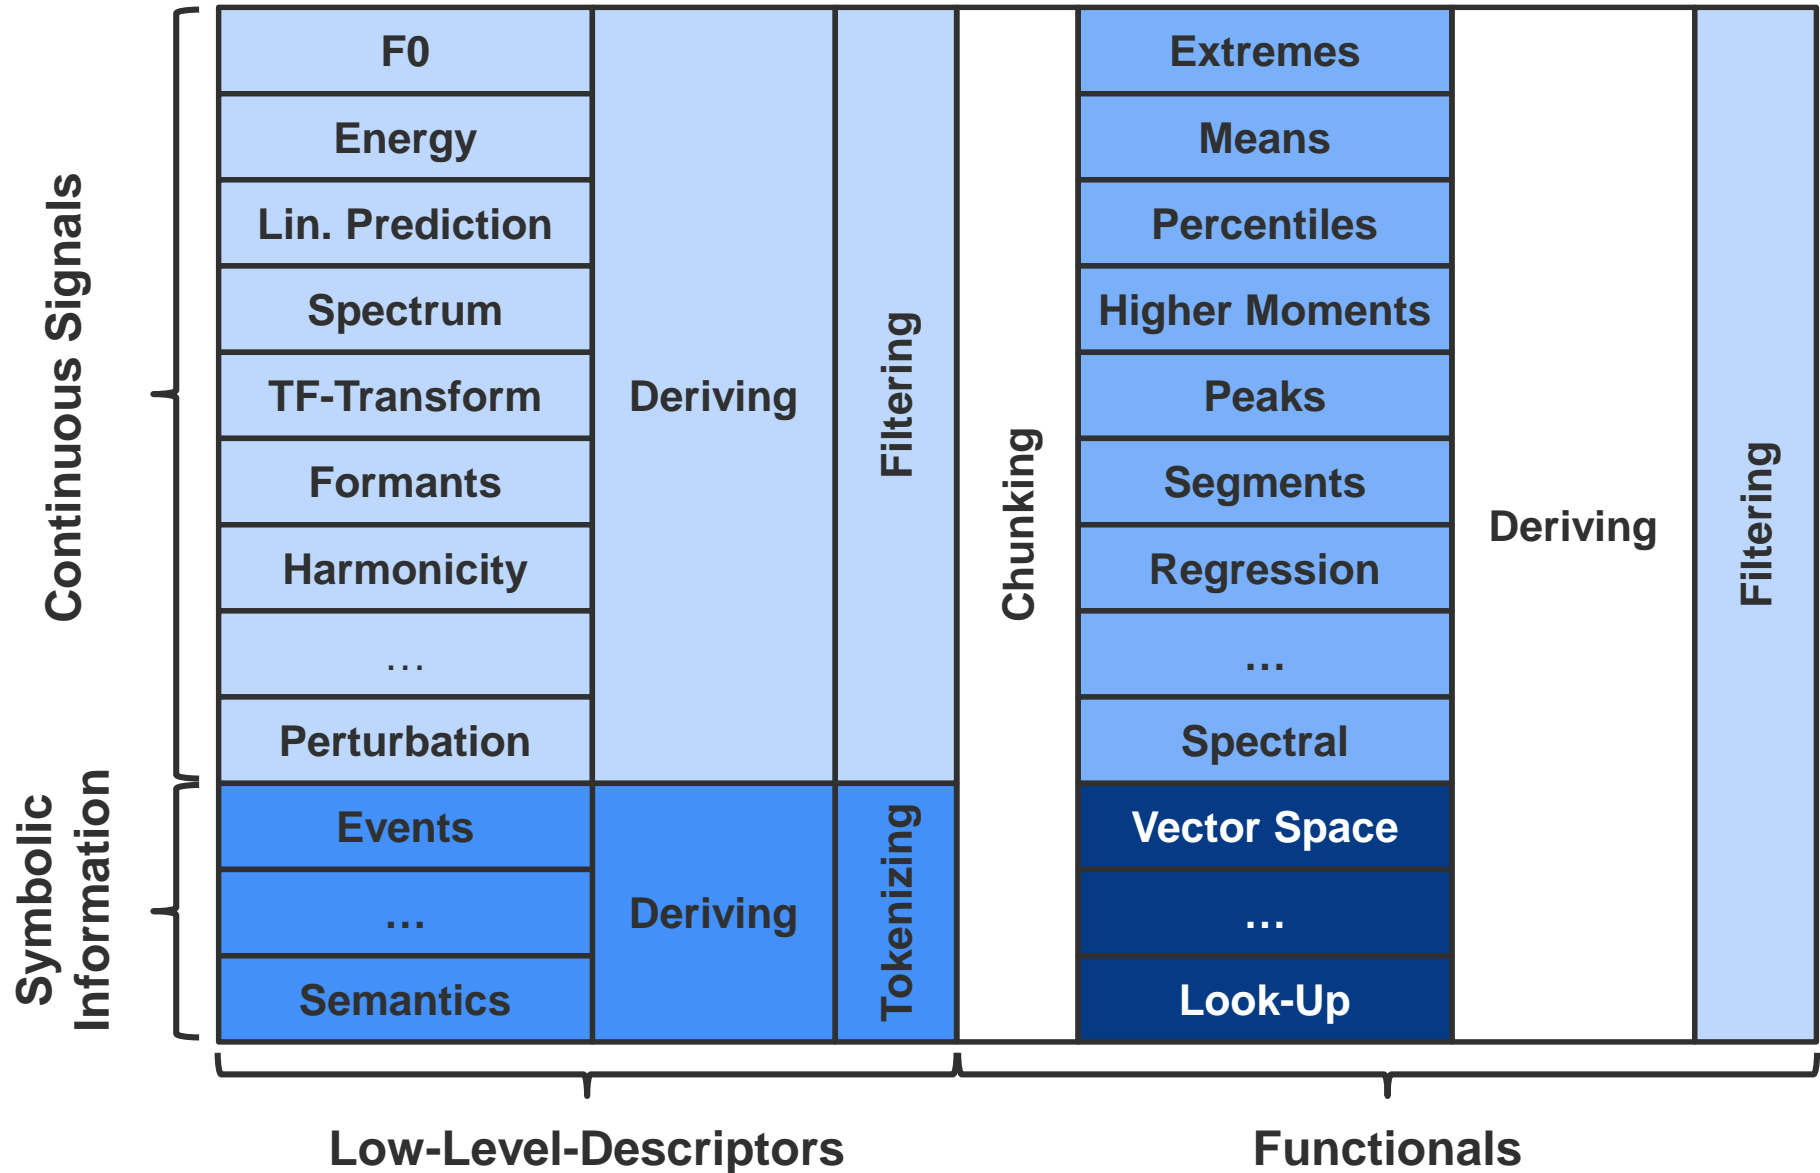 Continuous Signals
Symbolic
Information
F0
Energy
Lin. Prediction
Spectrum
TF-Transform
Formants
Harmonicity
…
Perturbation
Events
…
Semantics
Deriving
Deriving
Filtering
Tokenizing
Chunking
Extremes
Means
Percentiles
Higher Moments
Peaks
Segments
Regression
…
Spectral
Vector Space
…
Look-Up
Deriving
Filtering
Low-Level-Descriptors
Functionals